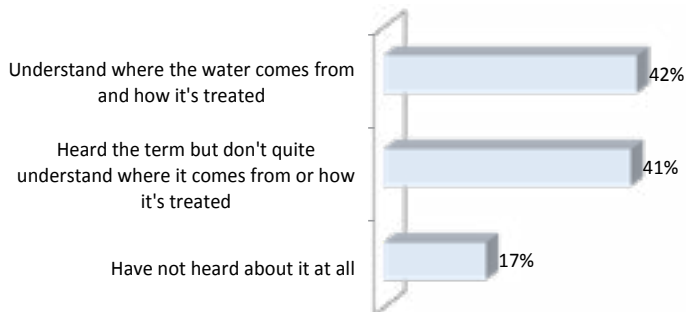 Understand where the water comes from
and how it's treated
42%
Heard the term but don't quite
understand where it comes from or how
it's treated
41%
Have not heard about it at all
17%